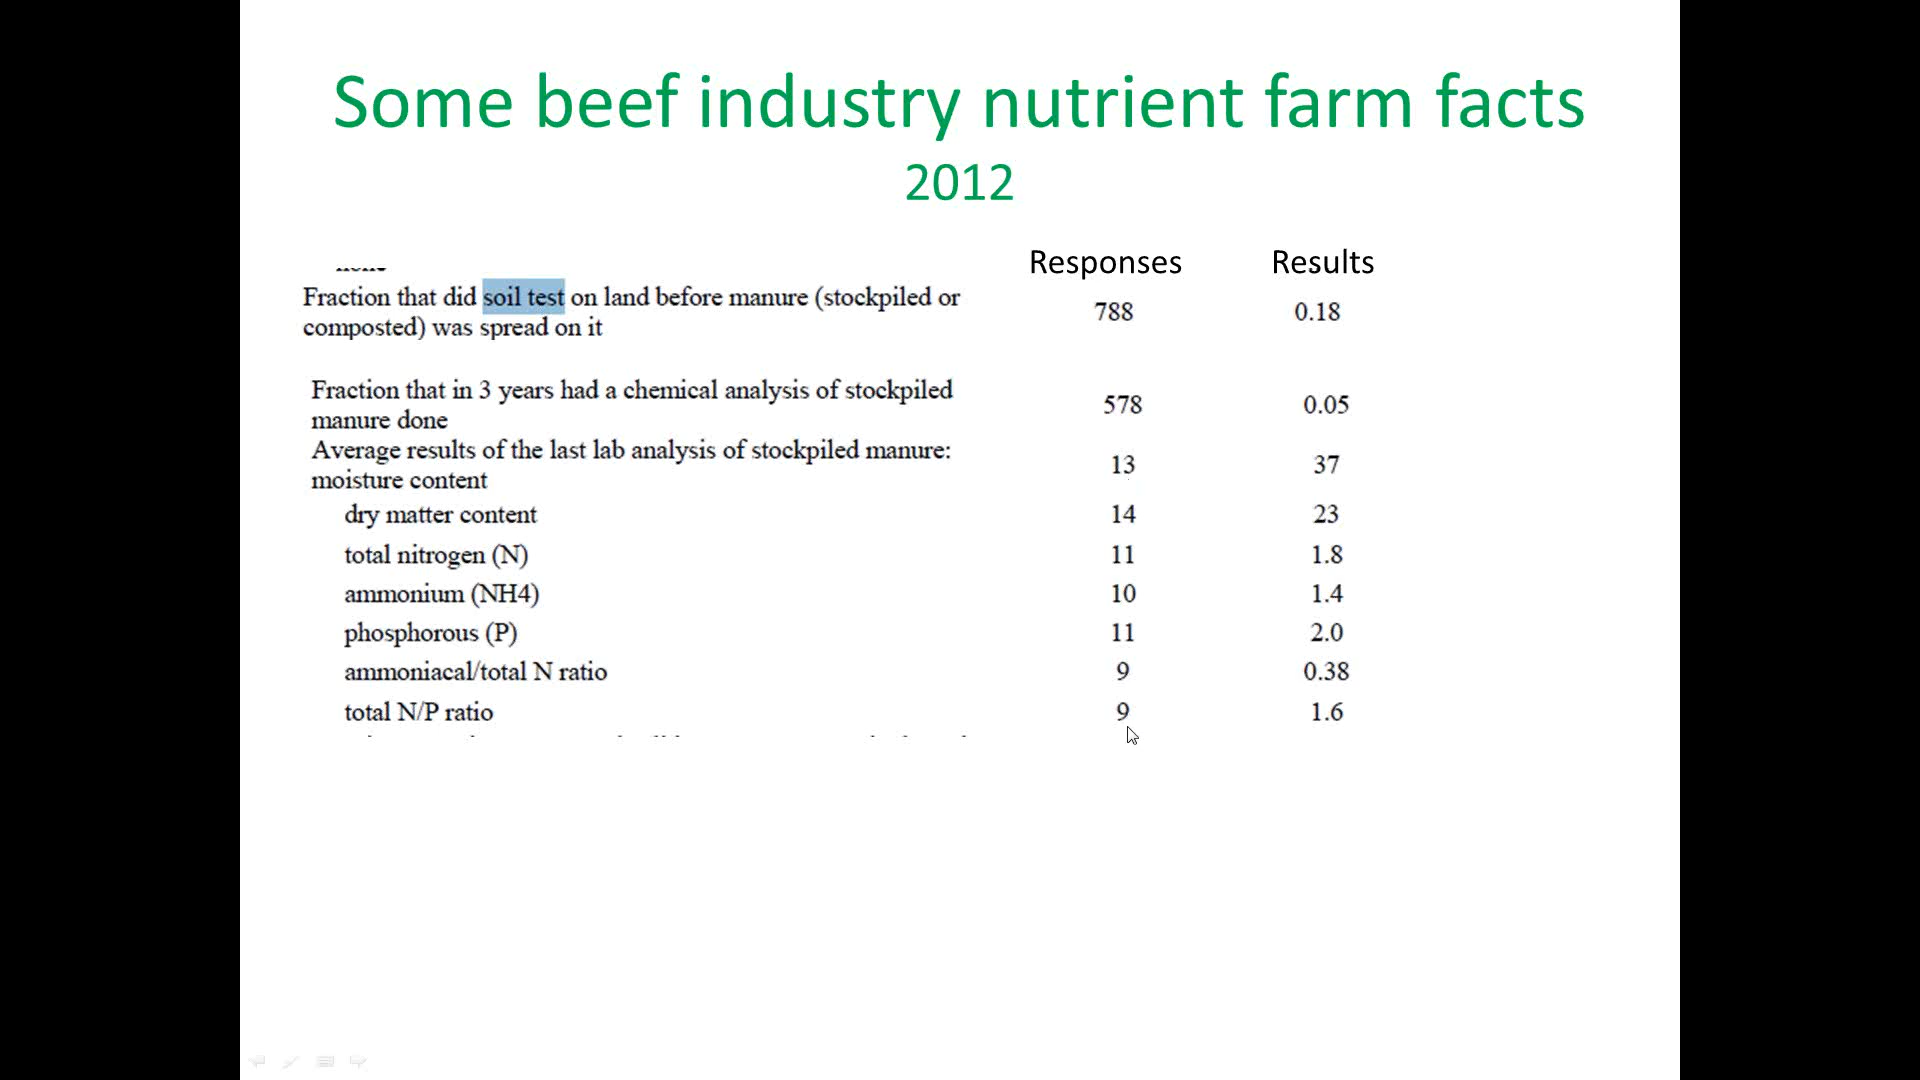 Some beef industry nutrient farm facts
2012
Responses Results
Fraction that did soil test on land before manure (stockpiled or
composted) was spread on it
788 0.18
Fraction that in 3 years had a chemical analysis of stockpiled
manure done
578 0.05
Average results of the last lab analysis of stockpiled manure:
moisture content
13 37
dry matter content 14 23
total nitrogen (N) 11 1.8
ammonium (NH4) 10 1.4
phosphorous (P) 11 2.0
ammoniacal/total N ratio 9 0.38
total N/P ratio 9 1.6